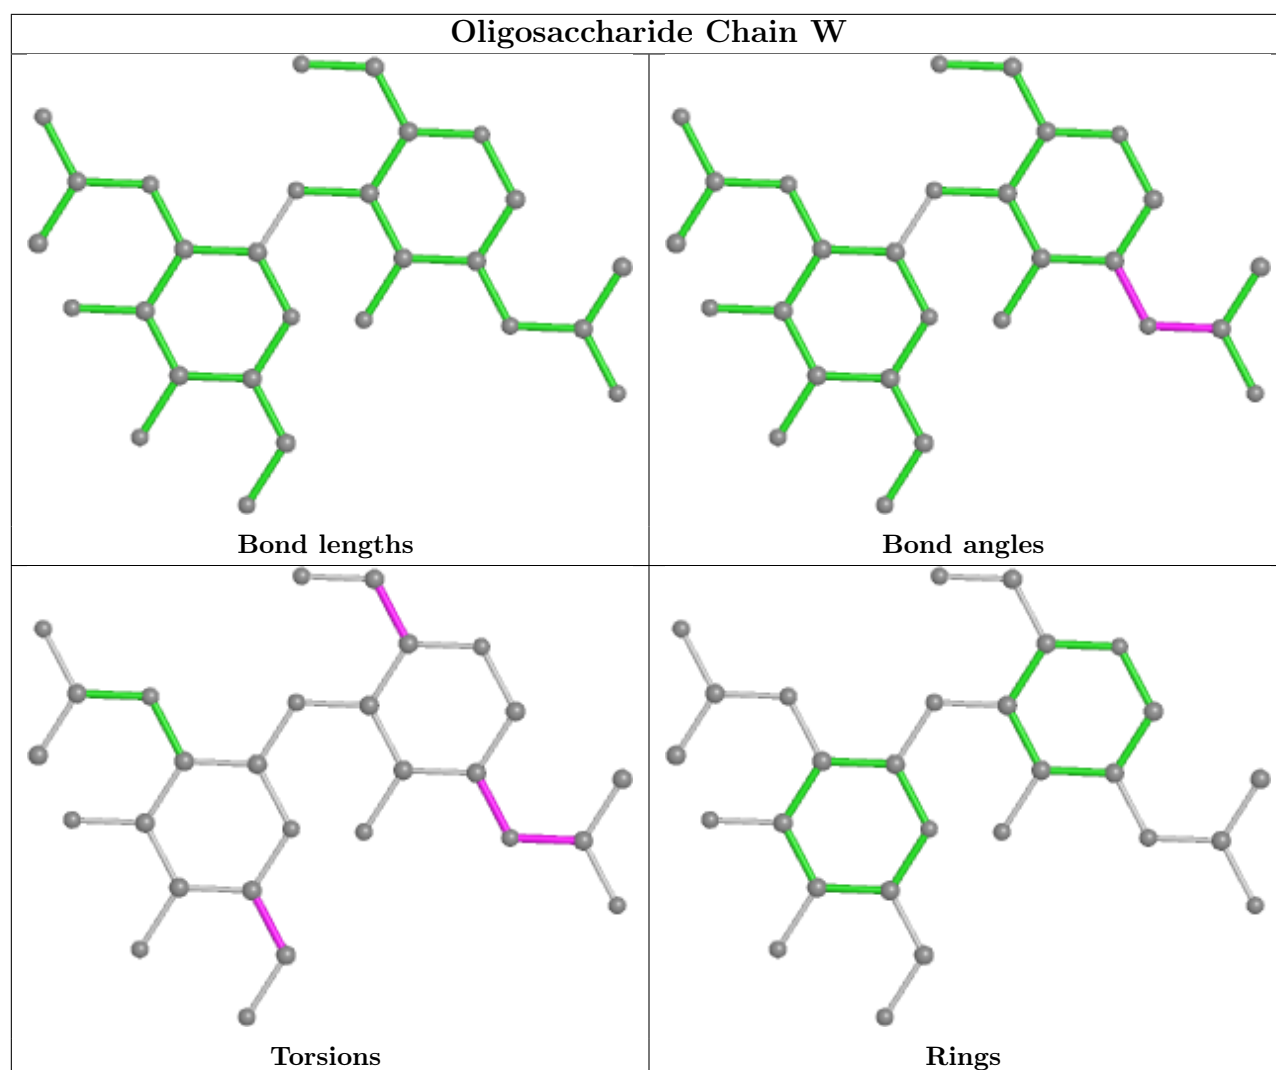 Oligosaccharide Chain W
Bond lengths
Bond angles
Torsions
Rings